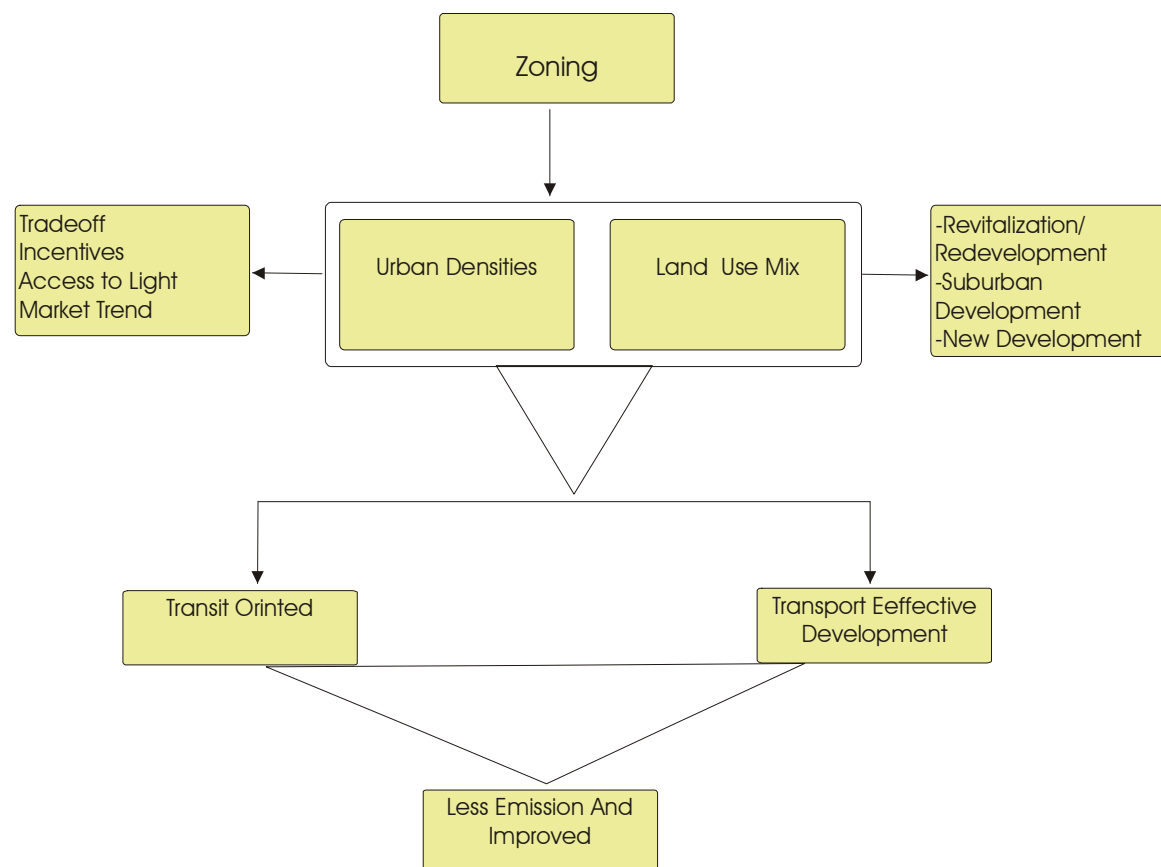 Zoning
Tradeoff
Incentives
Access to Light
Market Trend
Urban Densities
Land Use Mix
-Revitalization/
Redevelopment
-Suburban
Development
-New Development
Transit Orinted
Transport Eeffective
Development
Less Emission And
Improved